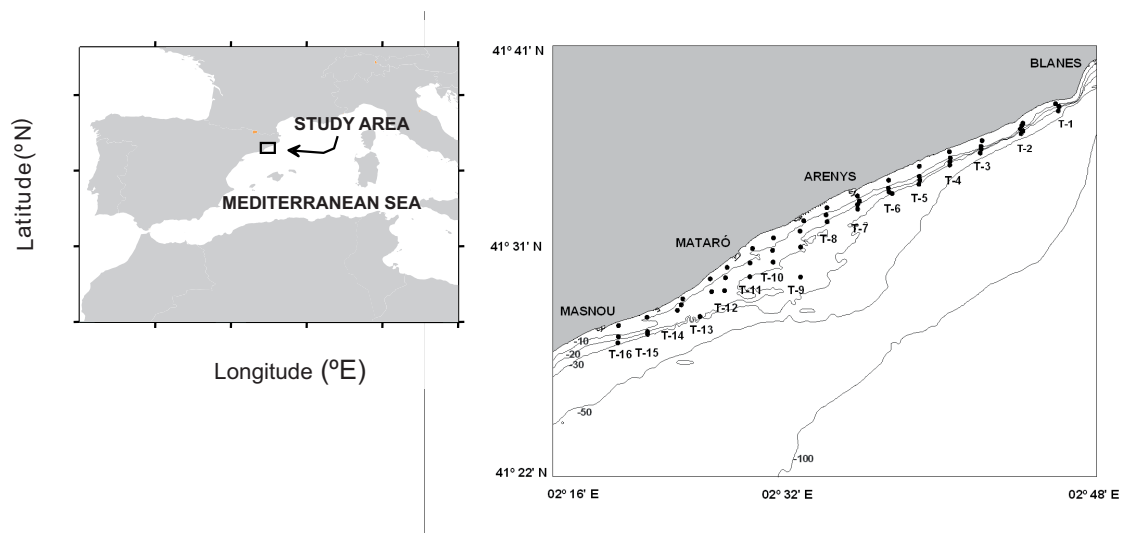 Latitude(ºN)
STUDY AREA
MEDITERRANEAN SEA
Longitude (ºE)
41º 41' N
41º 31' N
41º 22' N
02º 16' E
02º 32' E
02º 48' E
BLANES
ARENYS
MATARÓ
MASNOU
T-1
T-2
T-3
T-4
T-5
T-6
T-7
T-8
T-9
T-10
T-11
T-12
T-13
T-14
T-15
T-16
-10
-20
-30
-50
-100